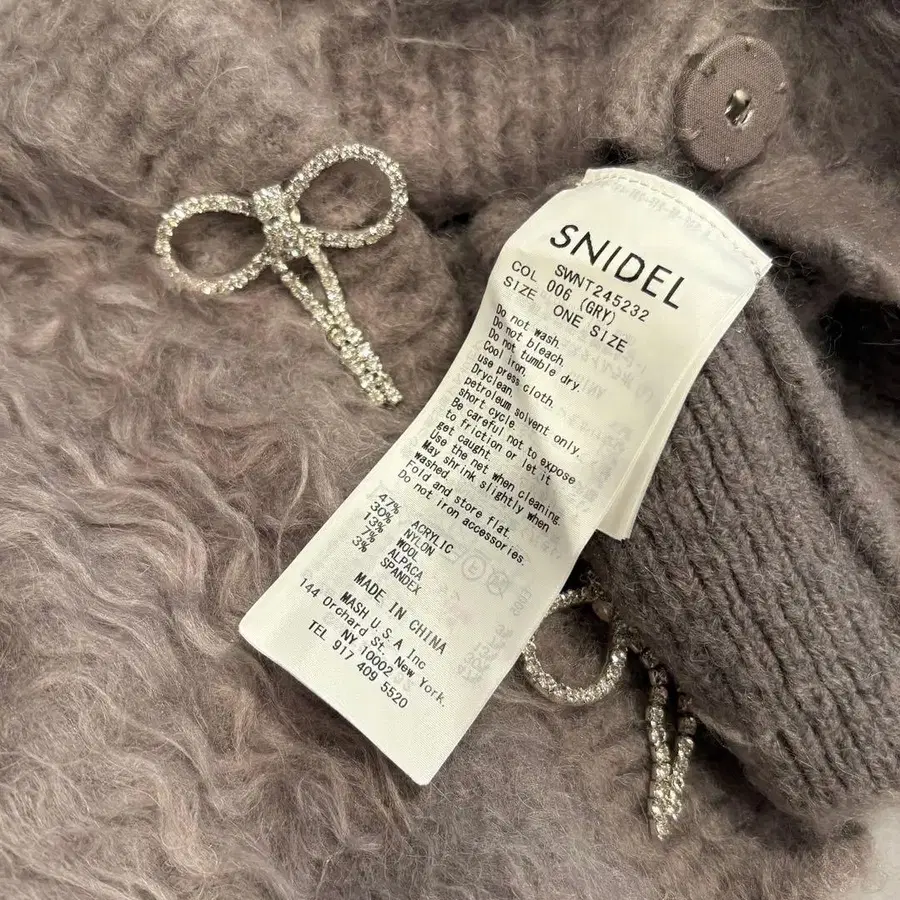 SNIDEL
SWNT245232
COL 006 (GRY)
SIZE ONE SIZE
Do not wash.
Do not bleach.
Do not tumble dry.
Cool iron.
use press cloth.
Dryclean.
petroleum solvent only.
short cycle.
Be careful not to expose
to friction or let it
get caught.
Use the net when cleaning.
May shrink slightly when
washed.
Fold and store flat.
Do not iron accessories.
47% ACRYLIC
30% NYLON
13% WOOL
7% ALPACA
3% SPANDEX
MADE IN CHINA
MASH U.S.A Inc
144 Orchard St. New York.
NY 10002
TEL 917 409 5520